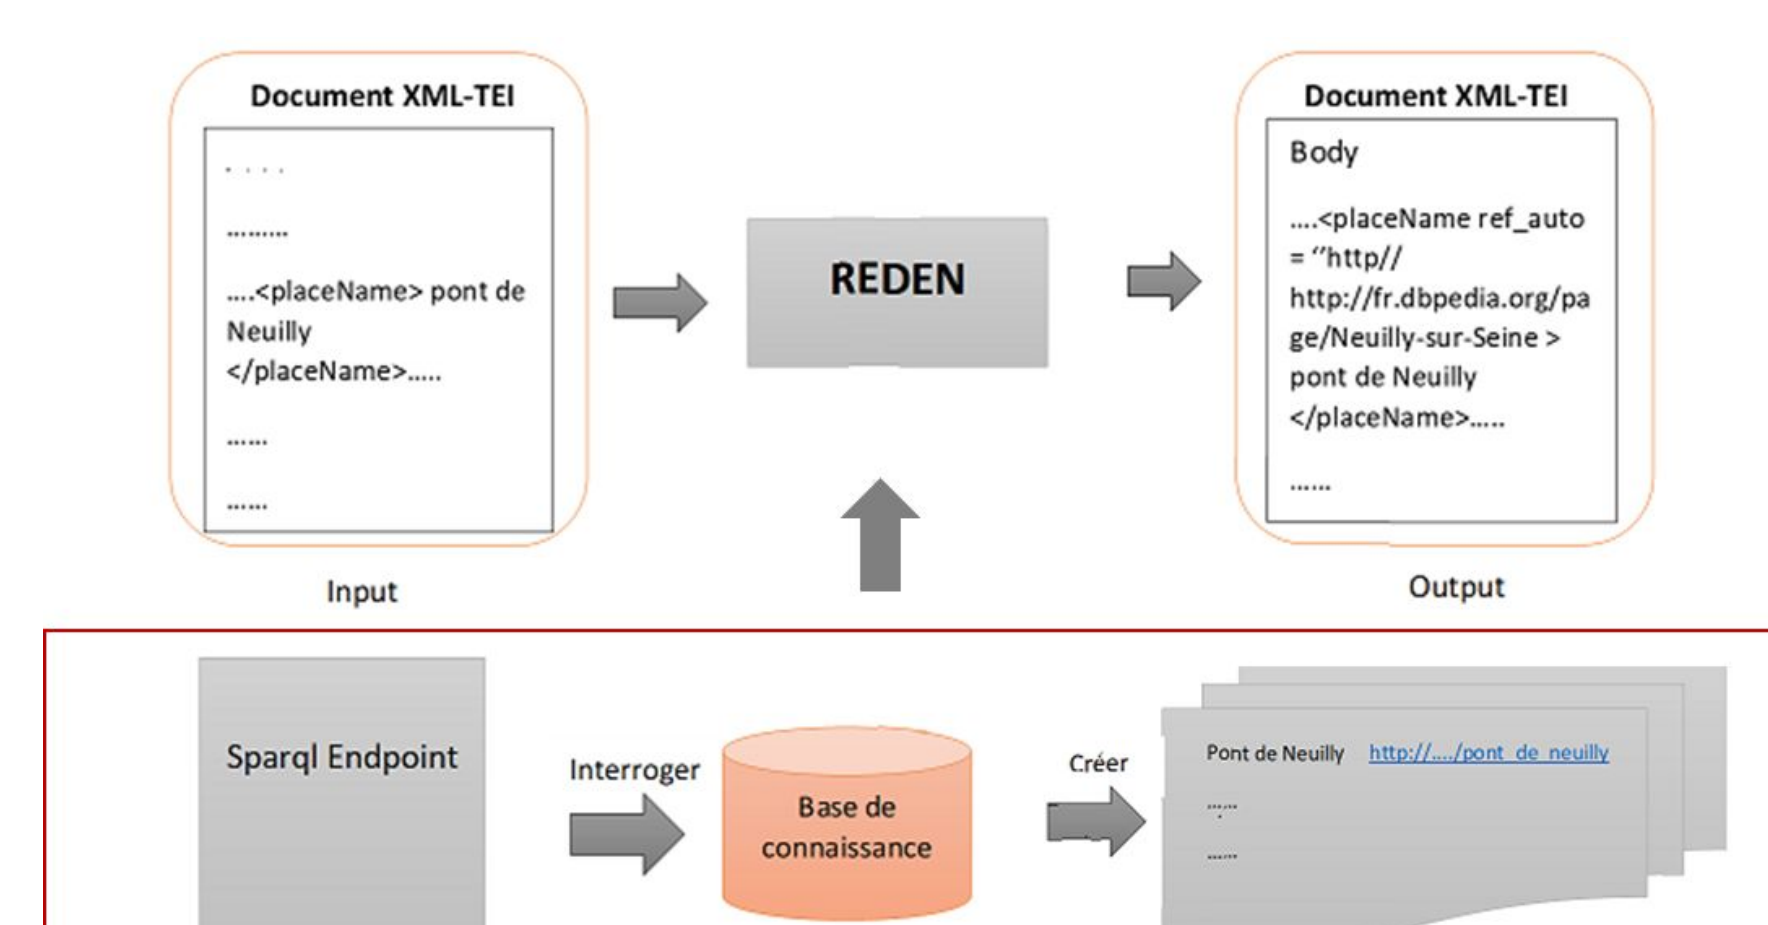 Document XML-TEI
. . . .
.........
....<placeName> pont de
Neuilly
</placeName>.....
......
......
Input
REDEN
Document XML-TEI
Body
....<placeName ref_auto
= ‘’http//
http://fr.dbpedia.org/pa
ge/Neuilly-sur-Seine >
pont de Neuilly
</placeName>.....
......
Output
Sparql Endpoint
Interroger
Base de
connaissance
Créer
Pont de Neuilly http://..../pont_de_neuilly
......
......